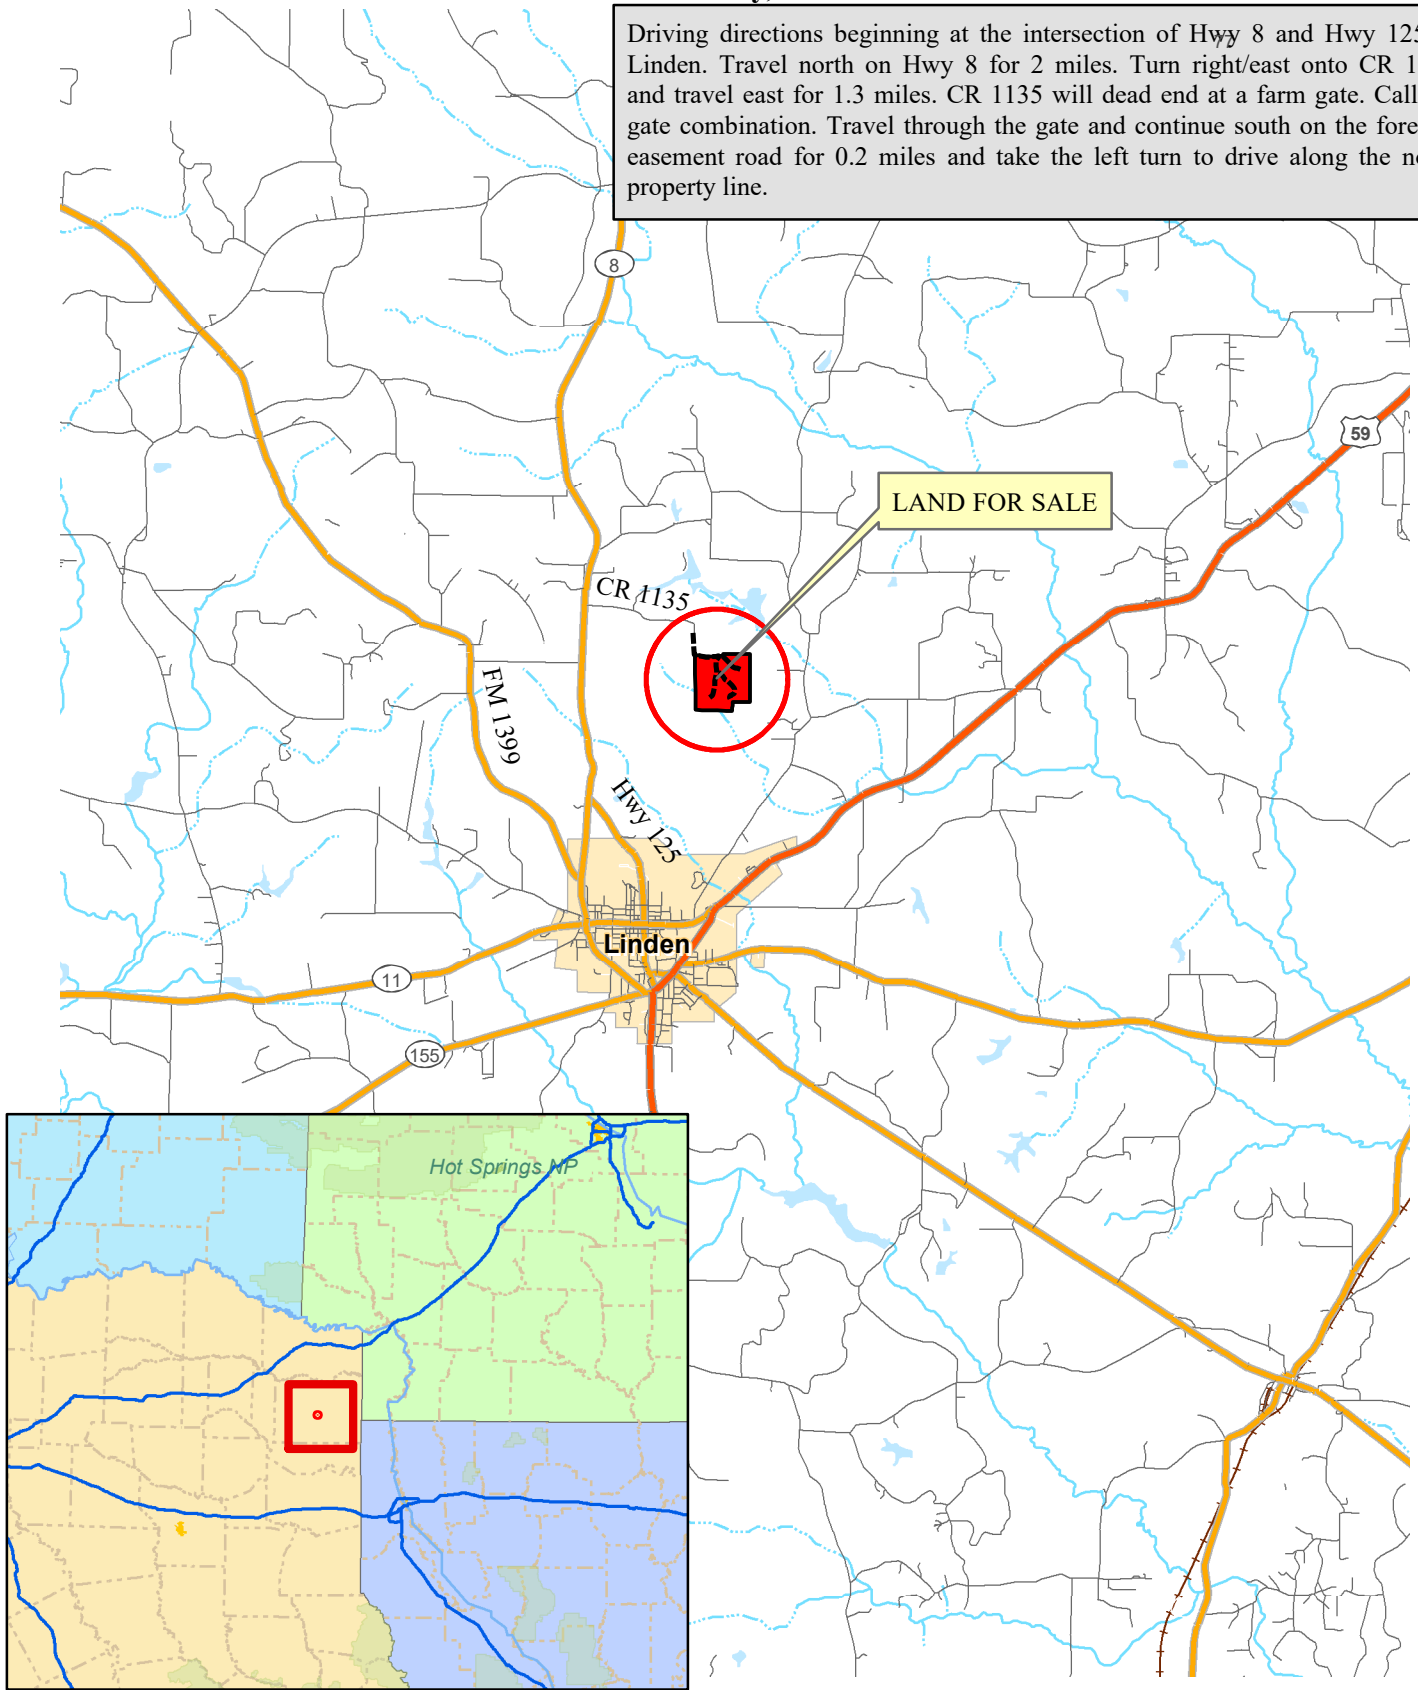 Driving directions beginning at the intersection of Hwy 8 and Hwy 125
Linden. Travel north on Hwy 8 for 2 miles. Turn right/east onto CR 1
and travel east for 1.3 miles. CR 1135 will dead end at a farm gate. Call
gate combination. Travel through the gate and continue south on the fore
easement road for 0.2 miles and take the left turn to drive along the no
property line.
8
59
LAND FOR SALE
CR 1135
FM 1399
Hwy 125
Linden
11
155
Hot Springs NP